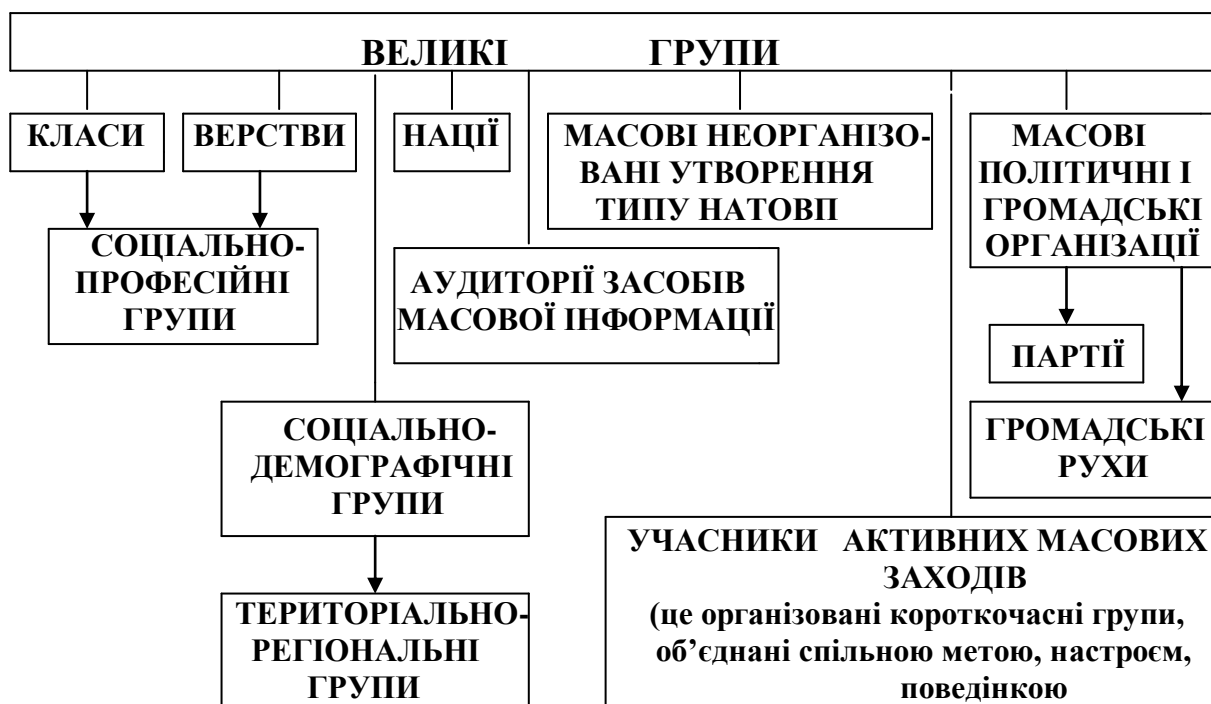 ВЕЛИКІ ГРУПИ
КЛАСИ
ВЕРСТВИ
НАЦІЇ
МАСОВІ НЕОРГАНІЗО-
ВАНІ УТВОРЕННЯ
ТИПУ НАТОВП
МАСОВІ
ПОЛІТИЧНІ І
ГРОМАДСЬКІ
ОРГАНІЗАЦІЇ
СОЦІАЛЬНО-
ПРОФЕСІЙНІ
ГРУПИ
АУДИТОРІЇ ЗАСОБІВ
МАСОВОЇ ІНФОРМАЦІЇ
ПАРТІЇ
СОЦІАЛЬНО-
ДЕМОГРАФІЧНІ
ГРУПИ
ГРОМАДСЬКІ
РУХИ
УЧАСНИКИ АКТИВНИХ МАСОВИХ
ЗАХОДІВ
(це організовані короткочасні групи,
об’єднані спільною метою, настроєм,
поведінкою
ТЕРИТОРІАЛЬНО-
РЕГІОНАЛЬНІ
ГРУПИ